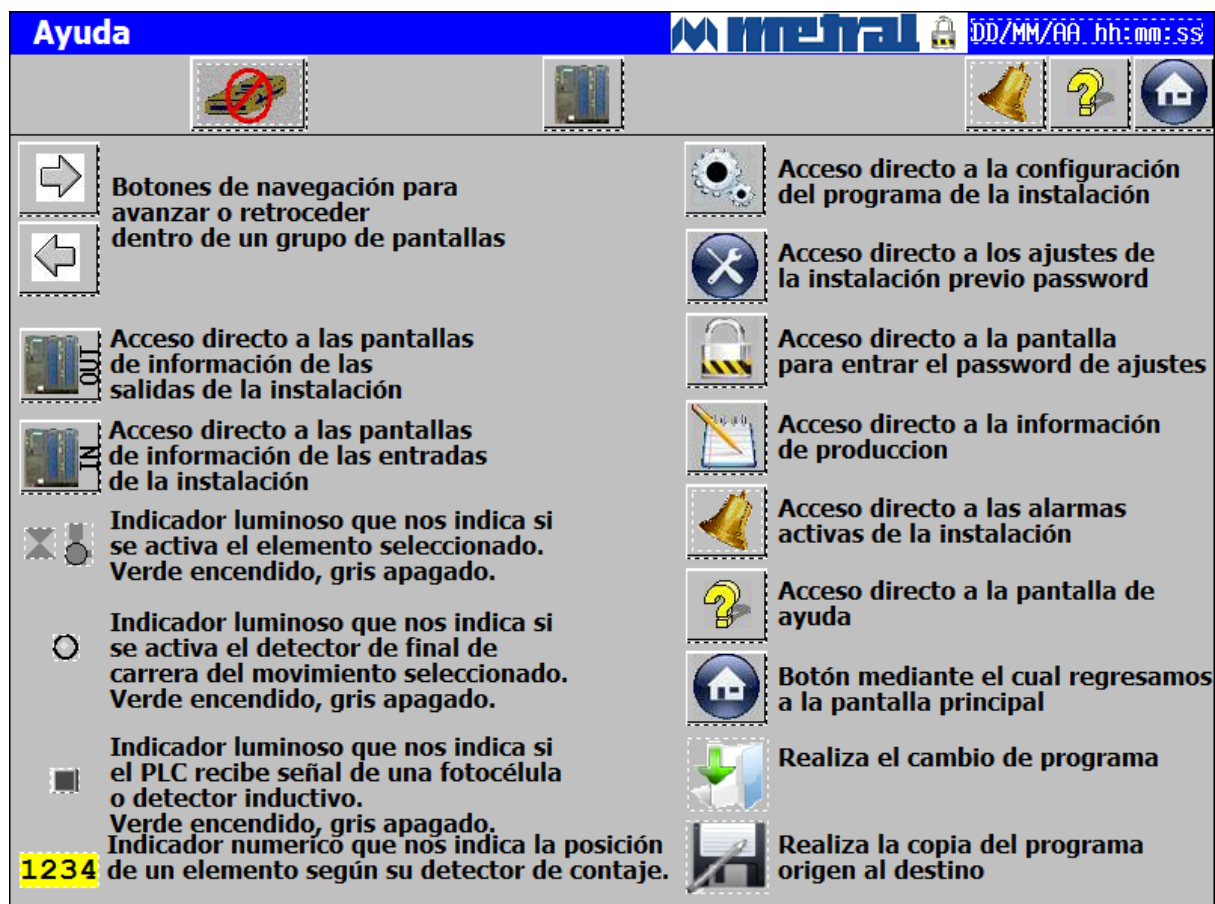 Ayuda
metral
DD/MM/AA hh:mm:ss
Botones de navegación para
avanzar o retroceder
dentro de un grupo de pantallas
OUT
Acceso directo a las pantallas
de información de las
salidas de la instalación
IN
Acceso directo a las pantallas
de información de las entradas
de la instalación
Indicador luminoso que nos indica si
se activa el elemento seleccionado.
Verde encendido, gris apagado.
Indicador luminoso que nos indica si
se activa el detector de final de
carrera del movimiento seleccionado.
Verde encendido, gris apagado.
Indicador luminoso que nos indica si
el PLC recibe señal de una fotocélula
o detector inductivo.
Verde encendido, gris apagado.
1234
Indicador numerico que nos indica la posición
de un elemento según su detector de contaje.
Acceso directo a la configuración
del programa de la instalación
Acceso directo a los ajustes de
la instalación previo password
Acceso directo a la pantalla
para entrar el password de ajustes
Acceso directo a la información
de produccion
Acceso directo a las alarmas
activas de la instalación
Acceso directo a la pantalla de
ayuda
Botón mediante el cual regresamos
a la pantalla principal
Realiza el cambio de programa
Realiza la copia del programa
origen al destino